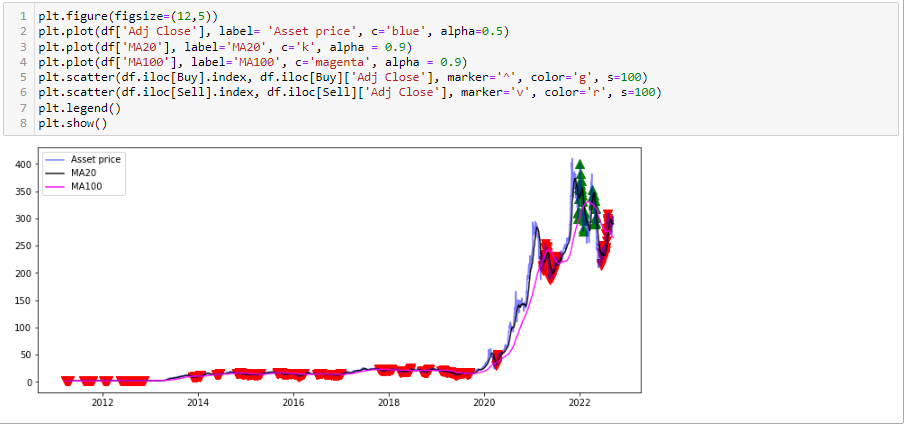 1 plt.figure(figsize=(12,5))
2 plt.plot(df['Adj Close'], label= 'Asset price', c='blue', alpha=0.5)
3 plt.plot(df['MA20'], label='MA20', c='k', alpha = 0.9)
4 plt.plot(df['MA100'], label='MA100', c='magenta', alpha = 0.9)
5 plt.scatter(df.iloc[Buy].index, df.iloc[Buy]['Adj Close'], marker='^', color='g', s=100)
6 plt.scatter(df.iloc[Sell].index, df.iloc[Sell]['Adj Close'], marker='v', color='r', s=100)
7 plt.legend()
8 plt.show()
Asset price
MA20
MA100
400
350
300
250
200
150
100
50
0
2012 2014 2016 2018 2020 2022